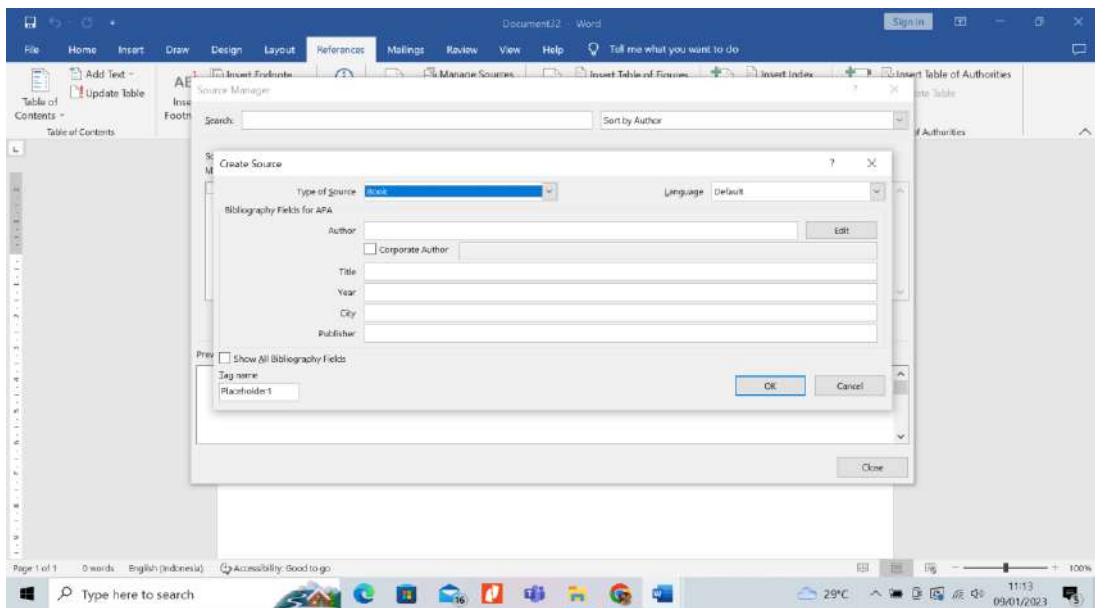 Document32 - Word
Sign in
File Home Insert Draw Design Layout References Mailings Review View Help Tell me what you want to do
Add Text
Insert Endnote
Manage Sources
Insert Table of Figures
Insert Index
Insert Table of Authorities
Update Table
Table of Contents
Source Manager
Search:
Sort by Author
Table of Contents
Create Source
Type of Source Book
Language Default
Bibliography Fields for APA
Author
Edit
Corporate Author
Title
Year
City
Publisher
Show All Bibliography Fields
Tag name
Placeholder1
OK Cancel
Close
Page 1 of 1 0 words English (Indonesia) Accessibility: Good to go
100%
Type here to search
16
29°C
11:13
09/01/2023
5